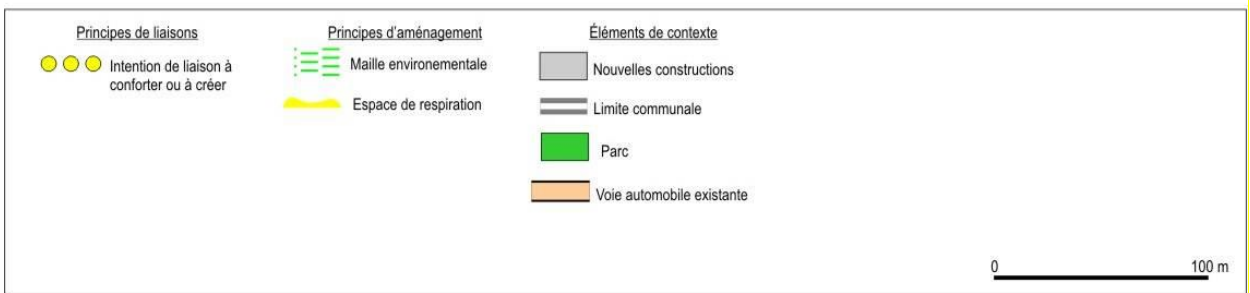 Principes de liaisons
Intention de liaison à
conforter ou à créer
Principes d'aménagement
Maille environementale
Espace de respiration
Éléments de contexte
Nouvelles constructions
Limite communale
Parc
Voie automobile existante
0 100 m